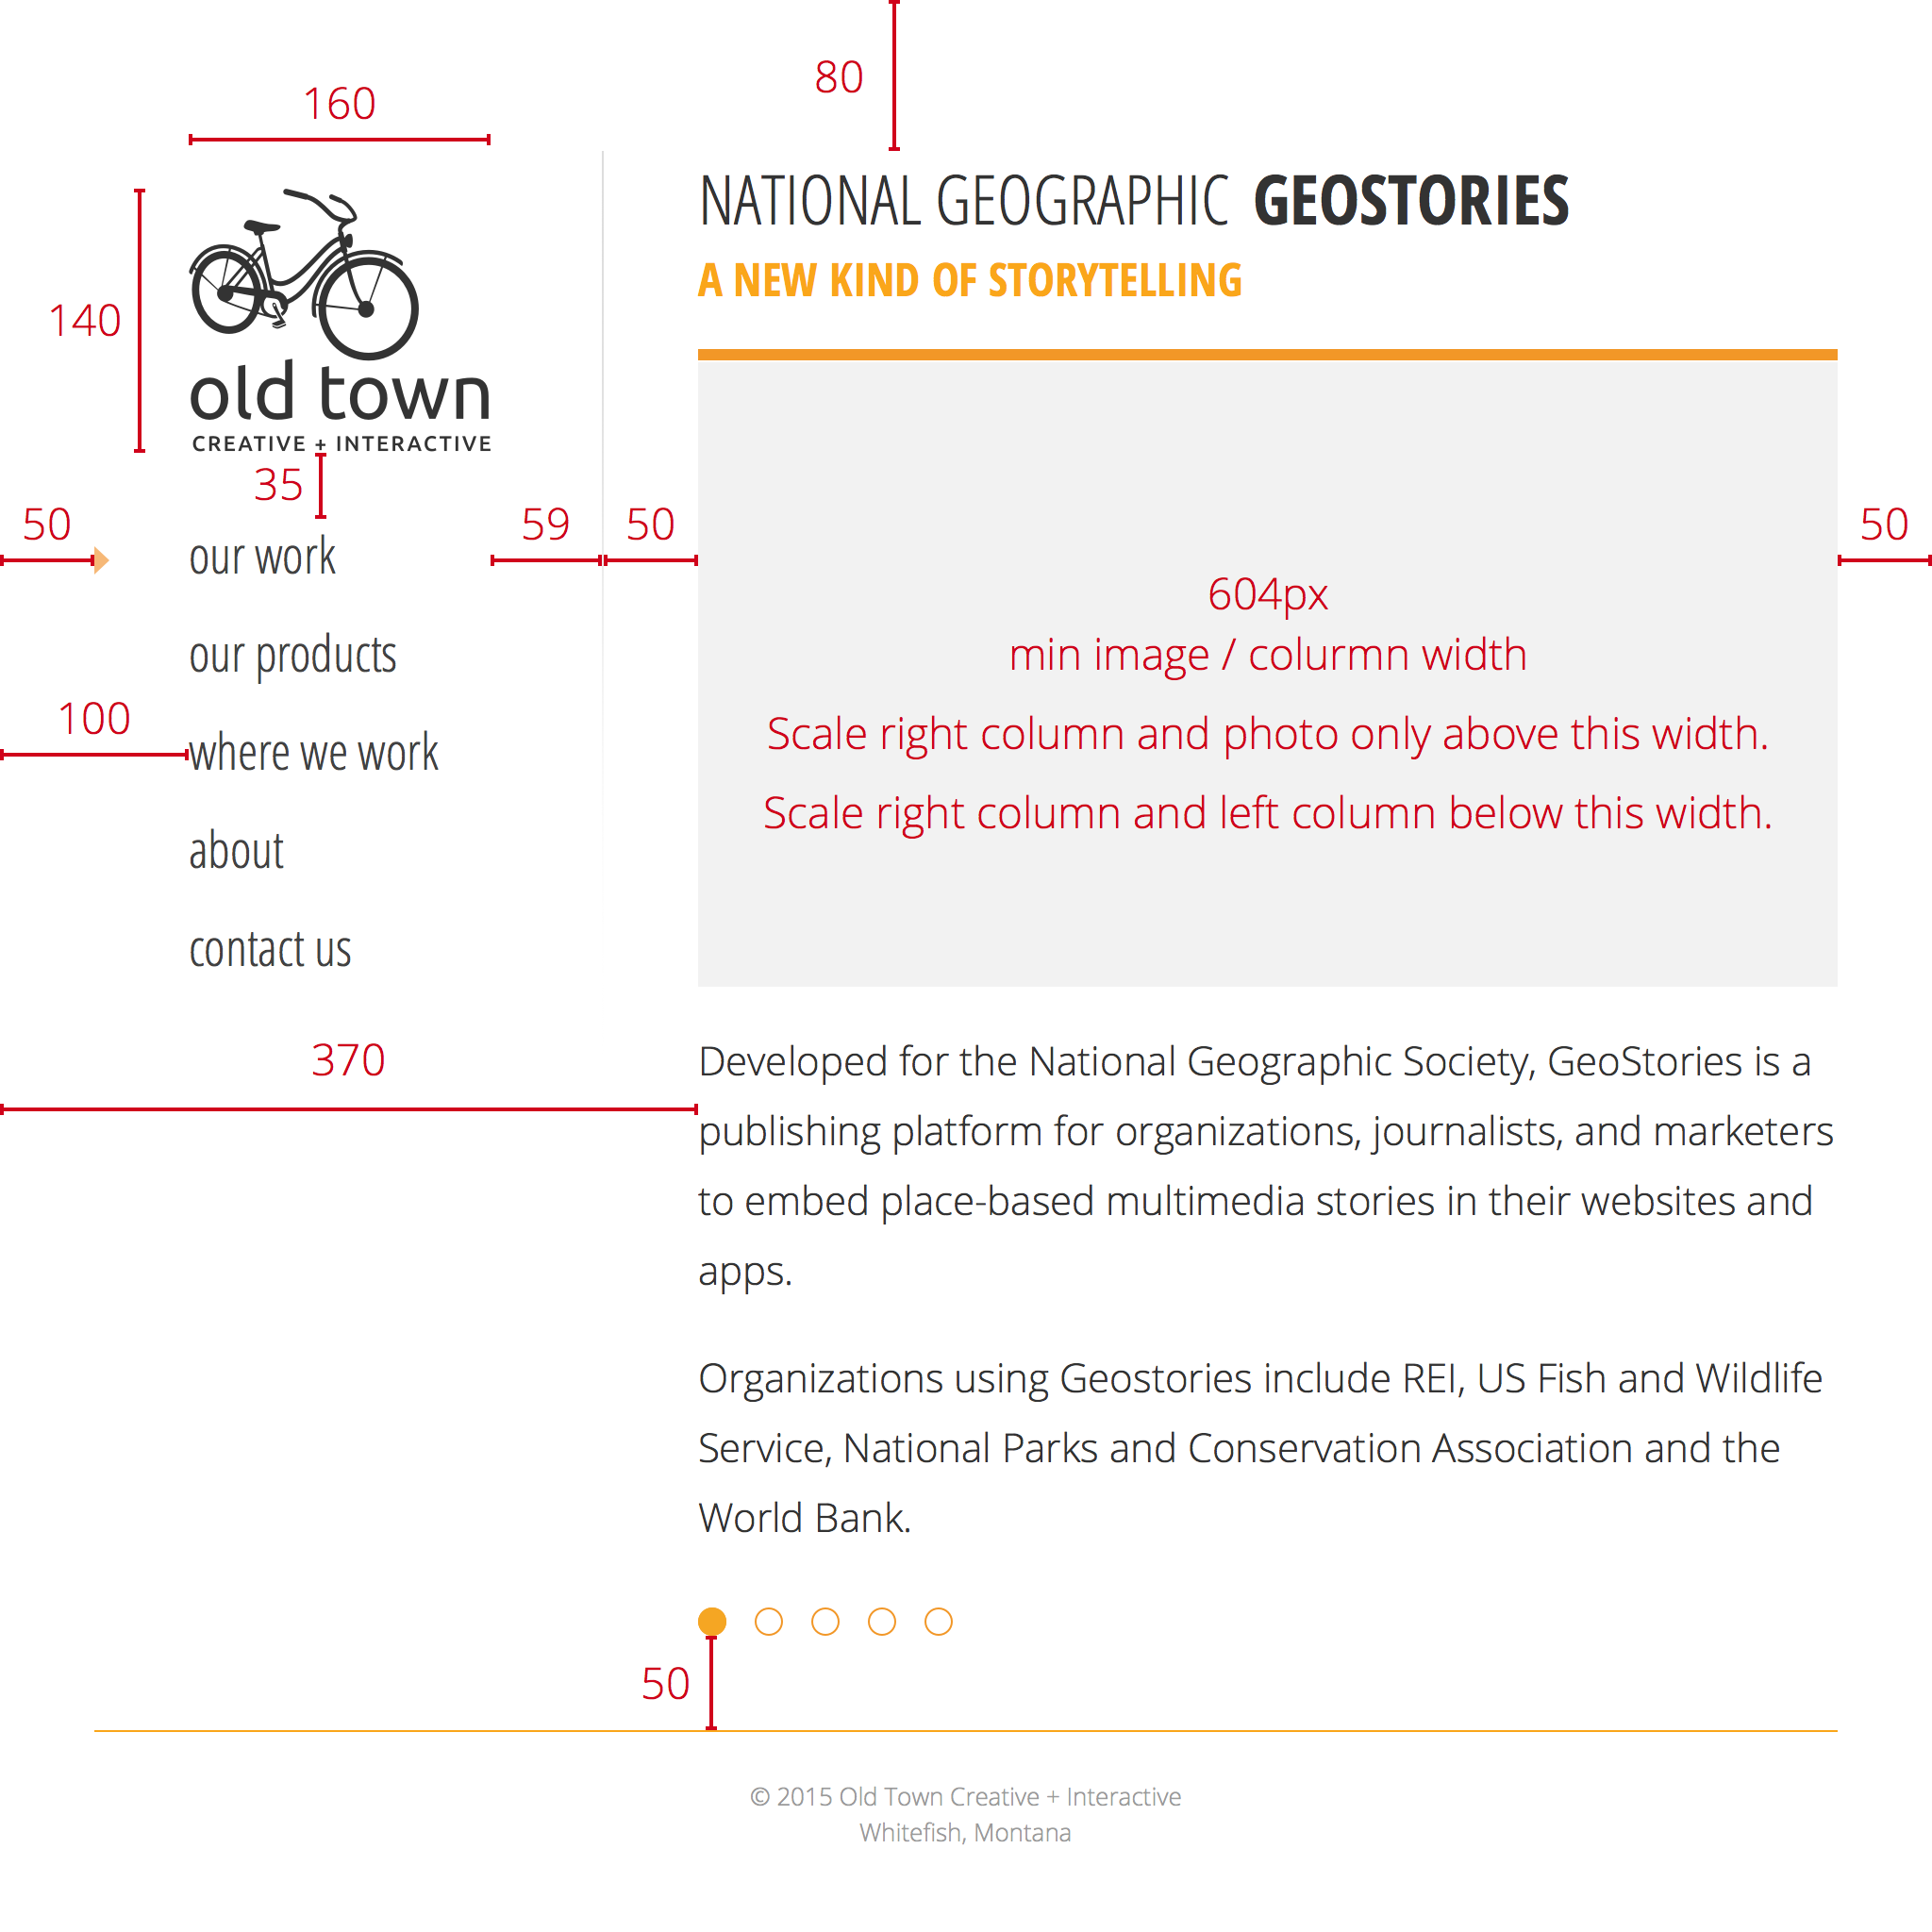 80
160
NATIONAL GEOGRAPHIC GEOSTORIES
A NEW KIND OF STORYTELLING
140
old town
CREATIVE + INTERACTIVE
35
50
59
50
50
our work
our products
100
where we work
about
contact us
604px
min image / colurmn width
Scale right column and photo only above this width.
Scale right column and left column below this width.
370
Developed for the National Geographic Society, GeoStories is a
publishing platform for organizations, journalists, and marketers
to embed place-based multimedia stories in their websites and
apps.
Organizations using Geostories include REI, US Fish and Wildlife
Service, National Parks and Conservation Association and the
World Bank.
50
© 2015 Old Town Creative + Interactive
Whitefish, Montana